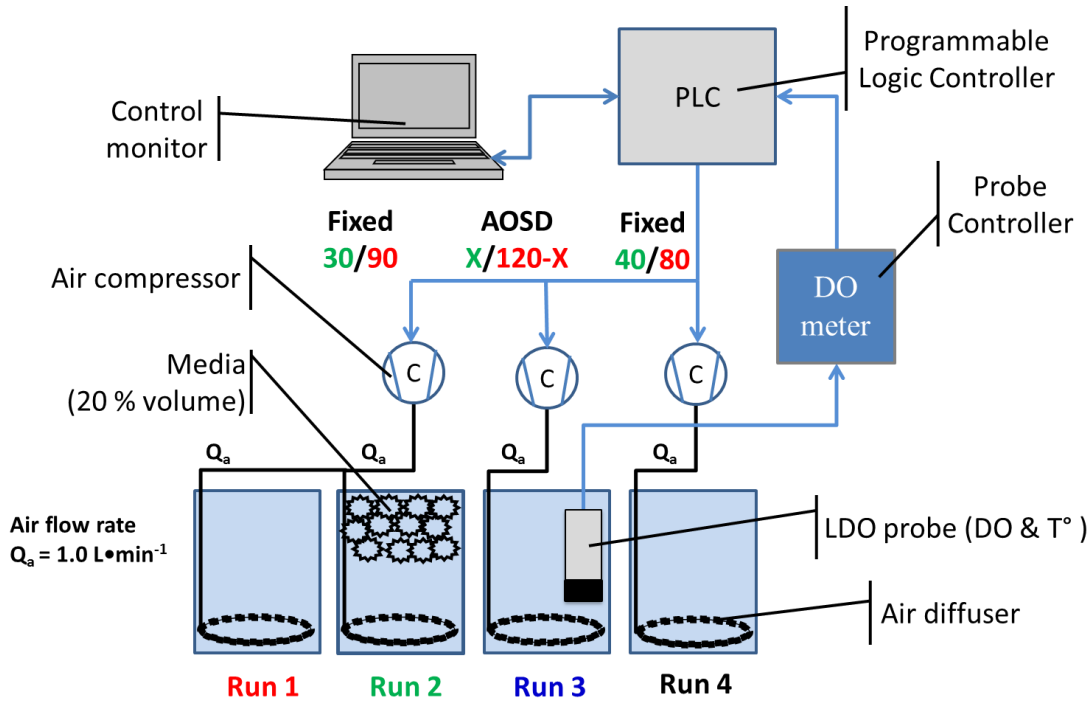 Programmable
Logic Controller
PLC
Control
monitor
Probe
Controller
Fixed
30/90
AOSD
X/120-X
Fixed
40/80
Air compressor
DO
meter
C
C
C
Media
(20 % volume)
Qa
Qa
Qa
Qa
Air flow rate
Qa = 1.0 L•min-1
LDO probe (DO & T°)
Air diffuser
Run 1
Run 2
Run 3
Run 4